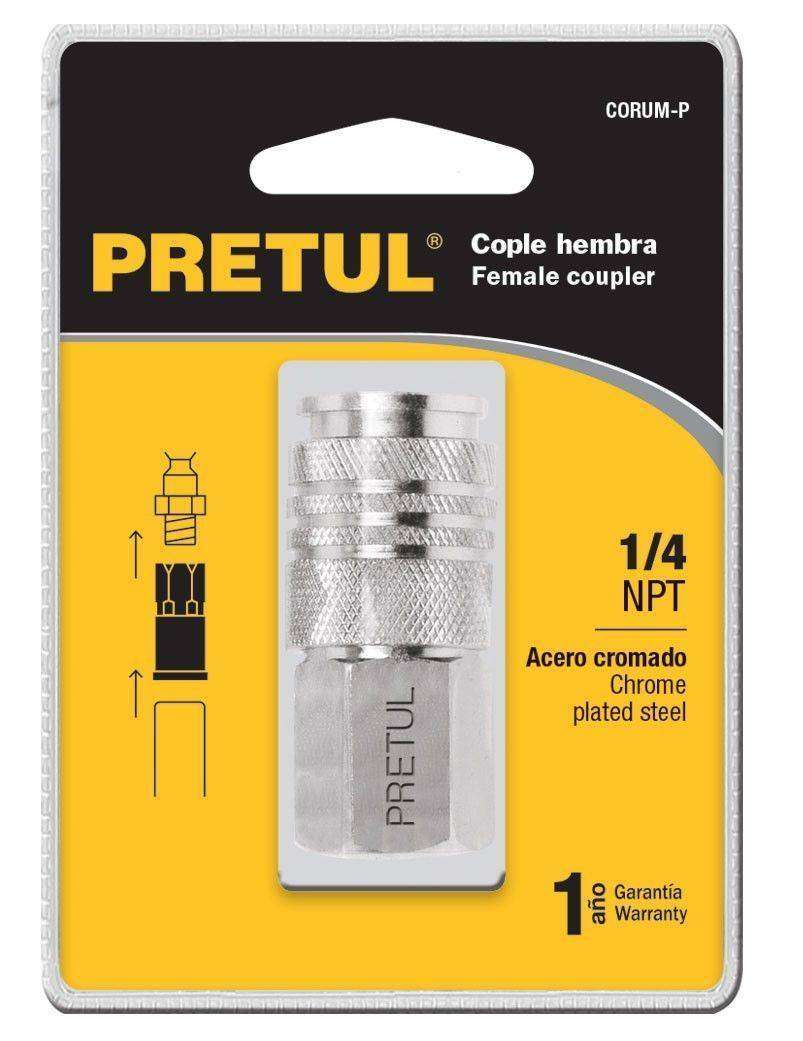 CORUM-P
PRETUL®
Cople hembra
Female coupler
PRETUL
1/4
NPT
Acero cromado
Chrome
plated steel
1 año
Garantía
Warranty